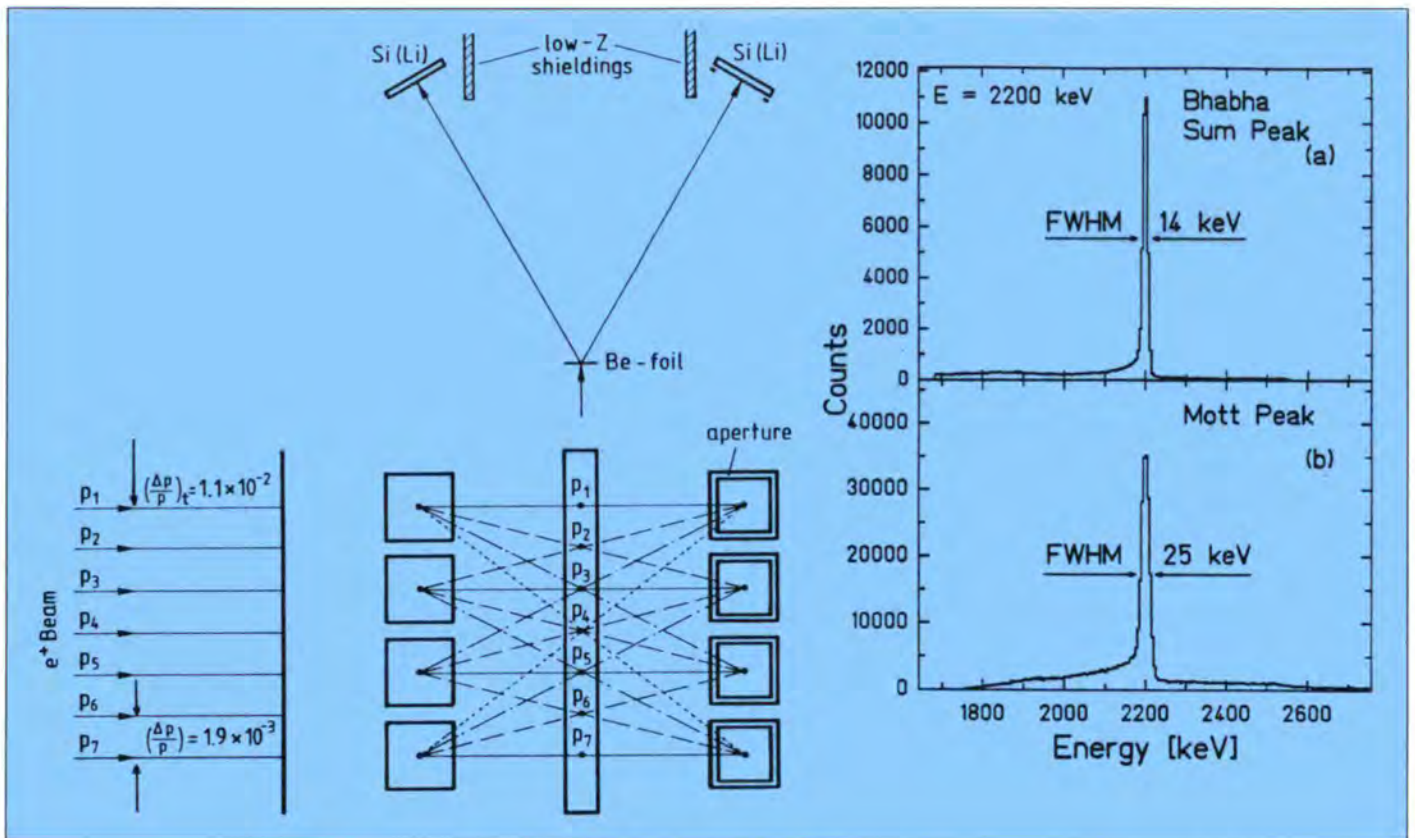 Si(Li)
low-Z
shieldings
Si(Li)
Be-foil
e⁺Beam
p₁
(Δp/p)ₜ=1.1×10⁻²
p₂
p₃
p₄
p₅
p₆
p₇
(Δp/p)=1.9×10⁻³
aperture
p₁
p₂
p₃
p₄
p₅
p₆
p₇
E = 2200 keV
Bhabha
Sum Peak
(a)
FWHM
14 keV
12000
10000
8000
6000
4000
2000
0
Counts
Mott Peak
(b)
FWHM
25 keV
40000
30000
20000
10000
0
1800
2000
2200
2400
2600
Energy [keV]